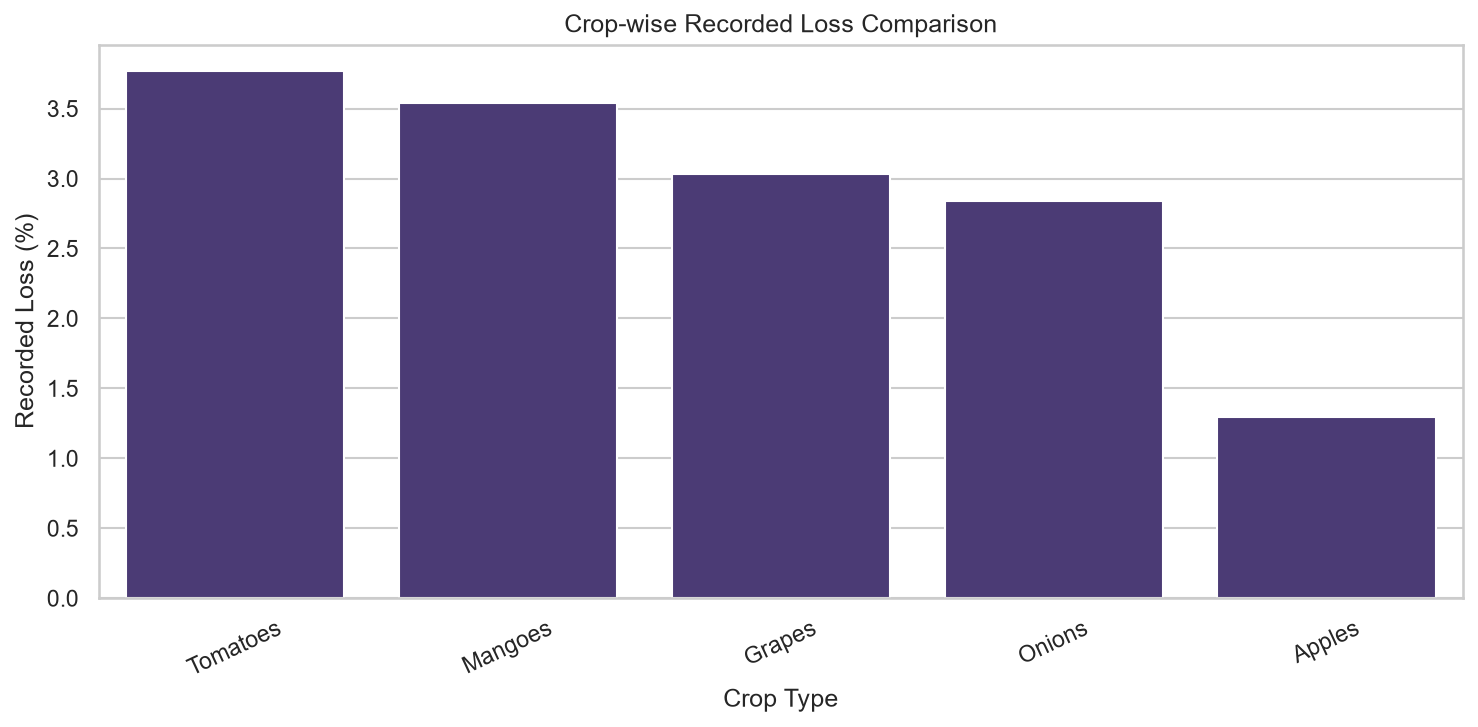 Crop-wise Recorded Loss Comparison
Recorded Loss (%)
3.5
3.0
2.5
2.0
1.5
1.0
0.5
0.0
Tomatoes Mangoes Grapes Onions Apples
Crop Type